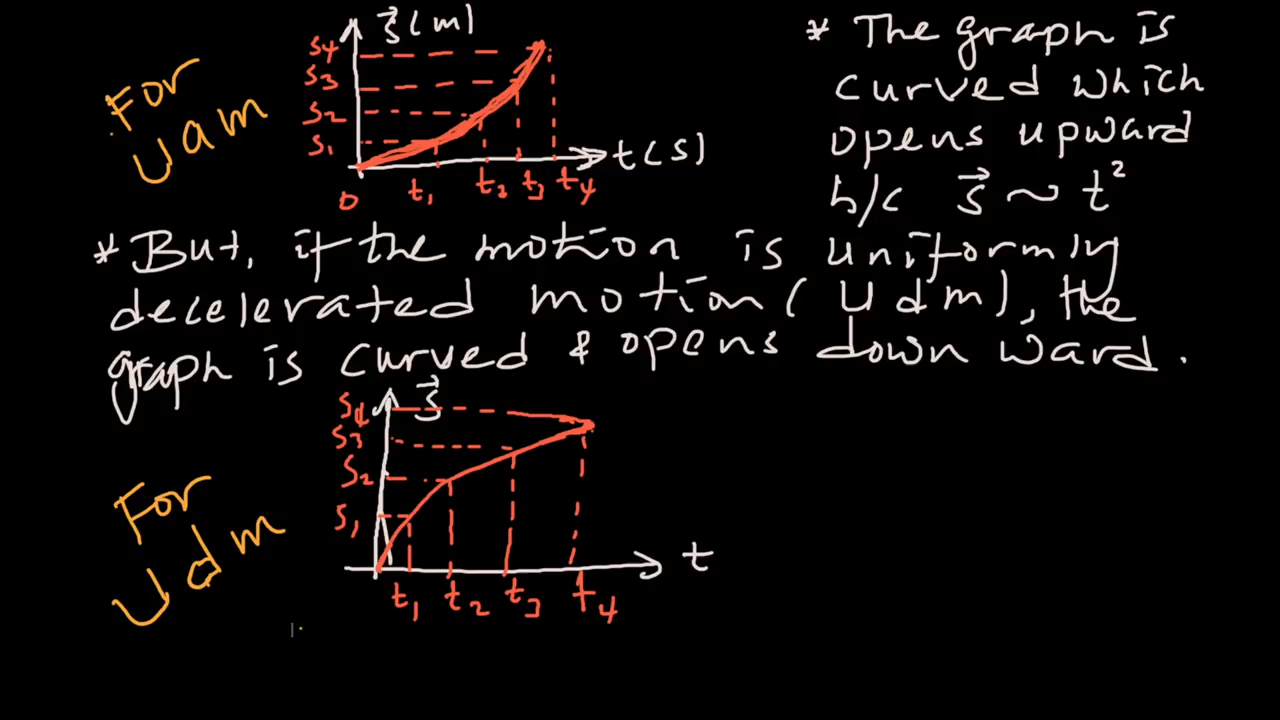 s⃗(m)
S4
S3
S2
S1
0
t1 t2 t3 t4
t(s)
For
Uam
* The graph is
curved which
opens upward
b/c s⃗ ~ t²
* But, if the motion is uniformly
decelerated motion (Udm), the
graph is curved & opens down ward.
s⃗
S4
S3
S2
S1
t1 t2 t3 t4
t
For
Udm